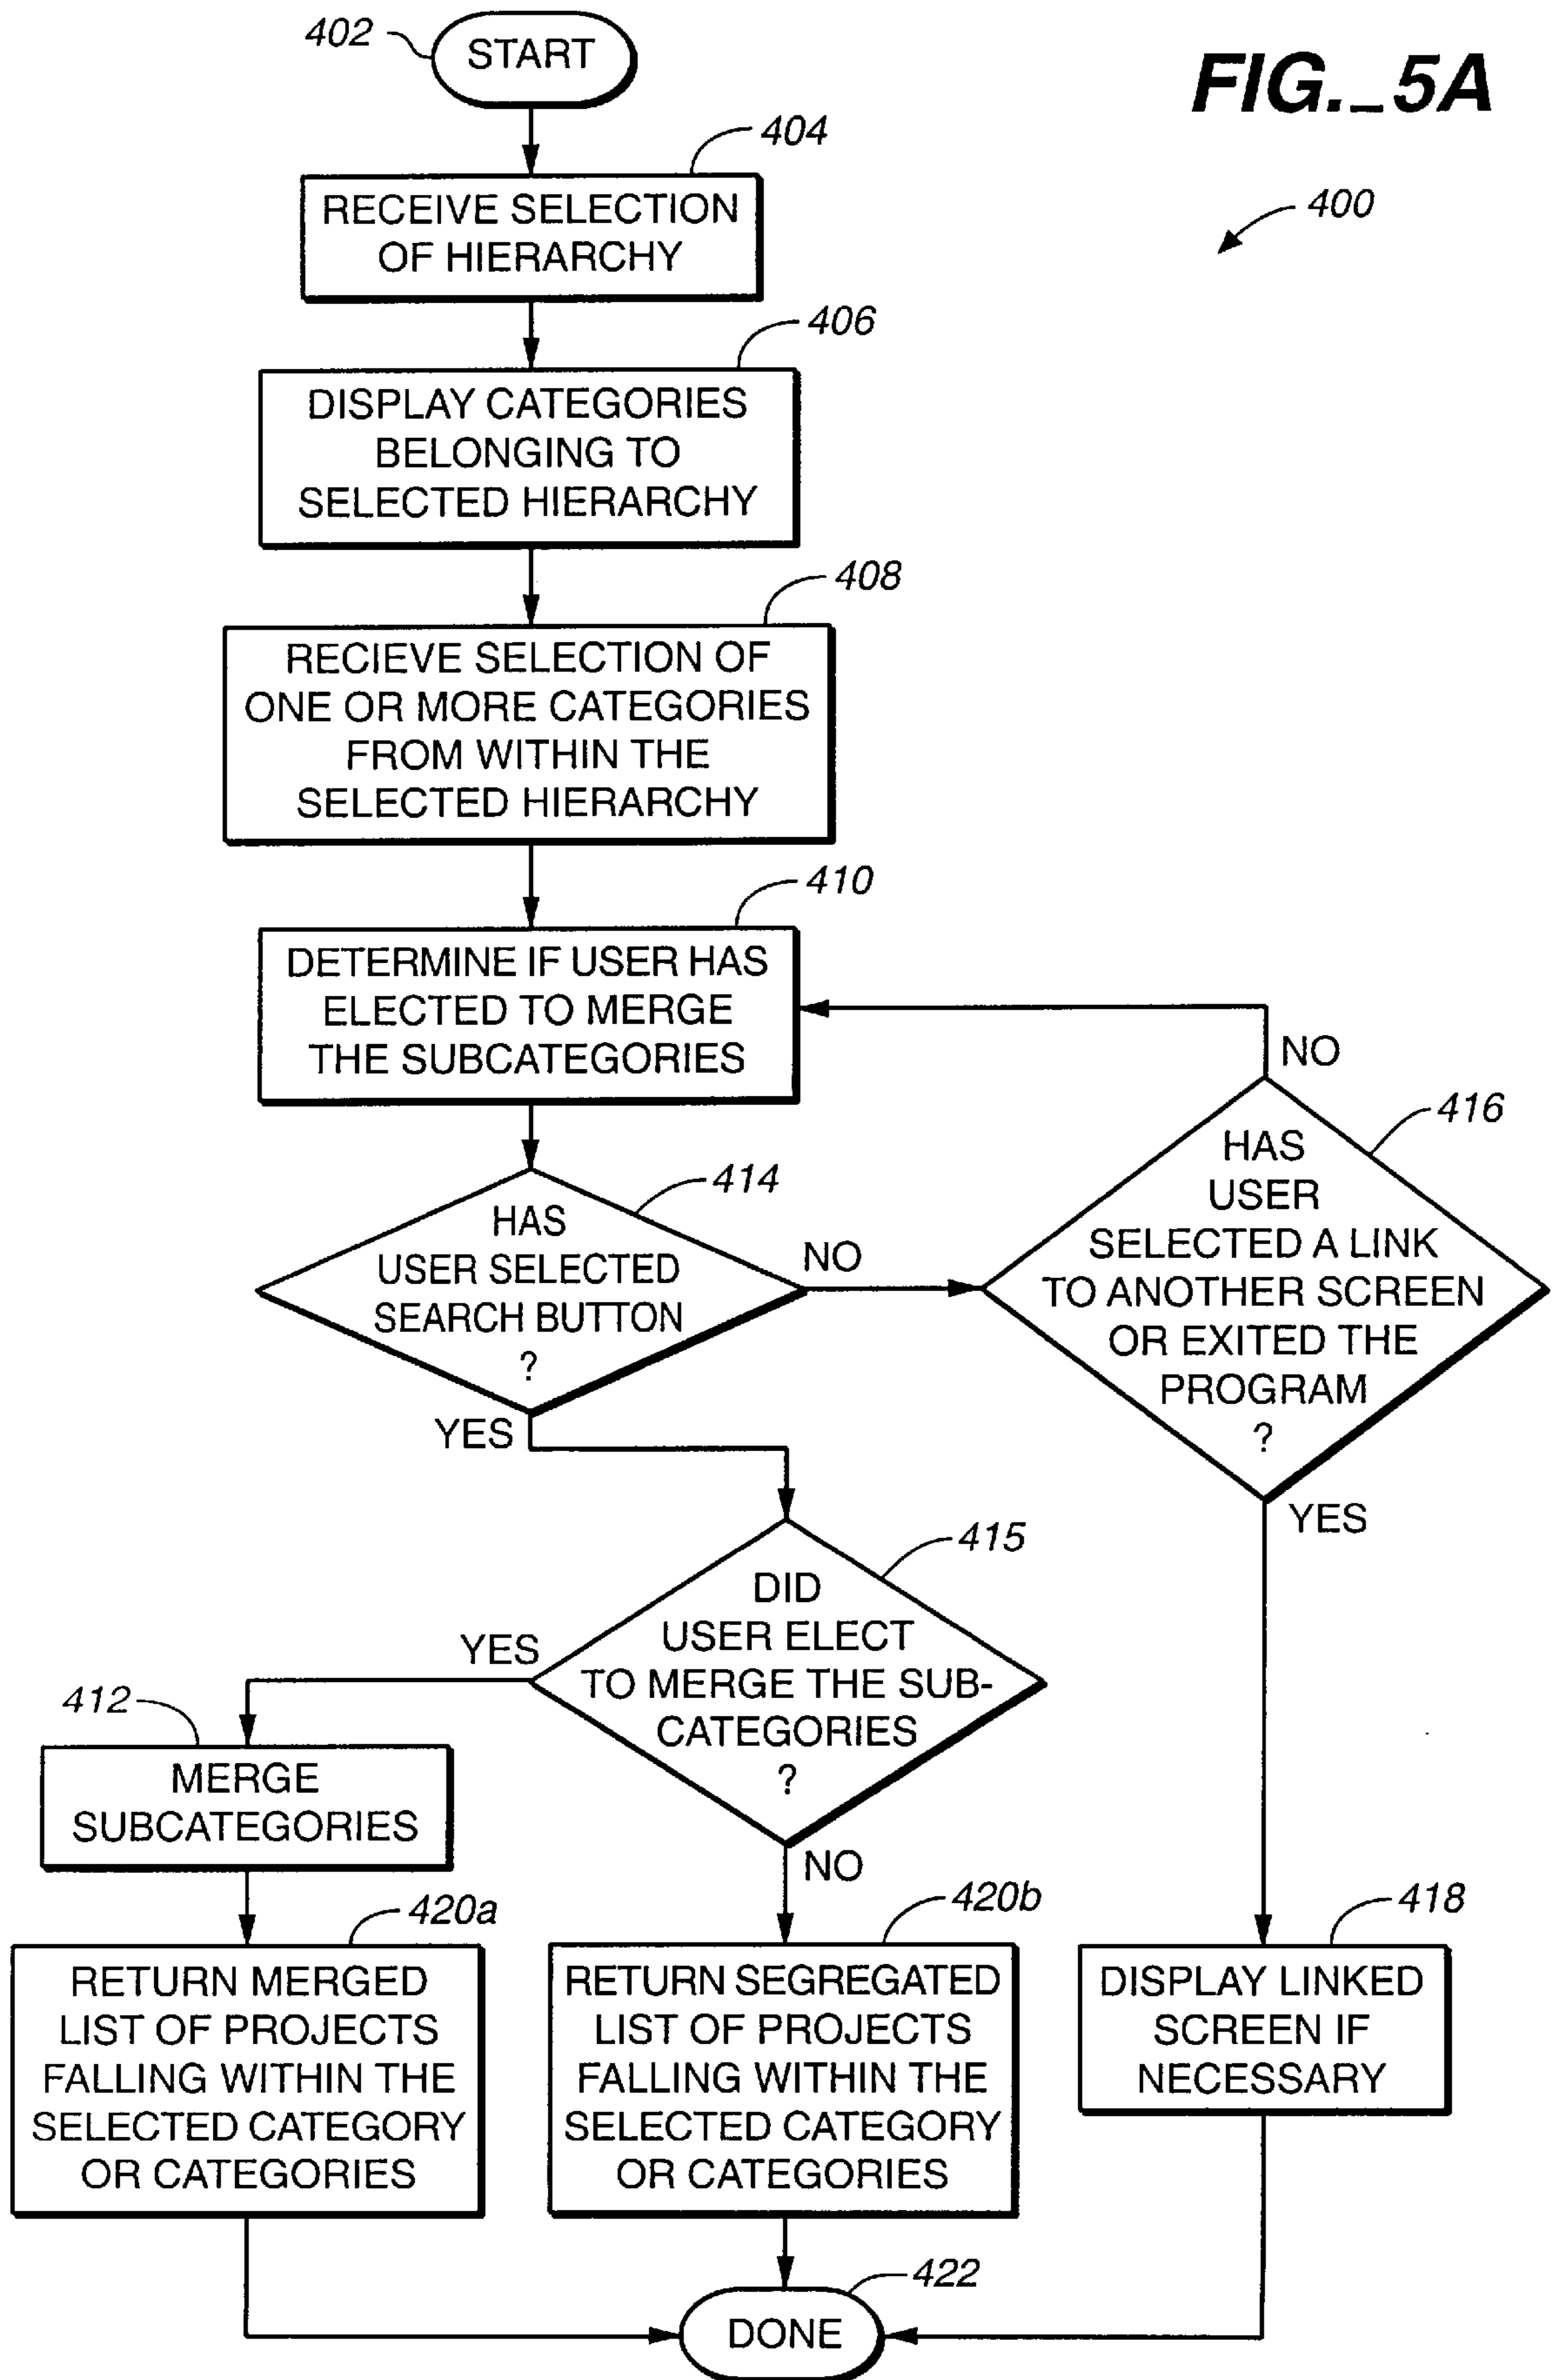 402
START
FIG._5A
404
RECEIVE SELECTION
OF HIERARCHY
400
406
DISPLAY CATEGORIES
BELONGING TO
SELECTED HIERARCHY
408
RECIEVE SELECTION OF
ONE OR MORE CATEGORIES
FROM WITHIN THE
SELECTED HIERARCHY
410
DETERMINE IF USER HAS
ELECTED TO MERGE
THE SUBCATEGORIES
NO
416
HAS
USER
SELECTED A LINK
TO ANOTHER SCREEN
OR EXITED THE
PROGRAM
?
YES
414
HAS
USER SELECTED
SEARCH BUTTON
?
NO
YES
415
DID
USER ELECT
TO MERGE THE SUB-
CATEGORIES
?
YES
NO
412
MERGE
SUBCATEGORIES
420a
RETURN MERGED
LIST OF PROJECTS
FALLING WITHIN THE
SELECTED CATEGORY
OR CATEGORIES
420b
RETURN SEGREGATED
LIST OF PROJECTS
FALLING WITHIN THE
SELECTED CATEGORY
OR CATEGORIES
418
DISPLAY LINKED
SCREEN IF
NECESSARY
422
DONE